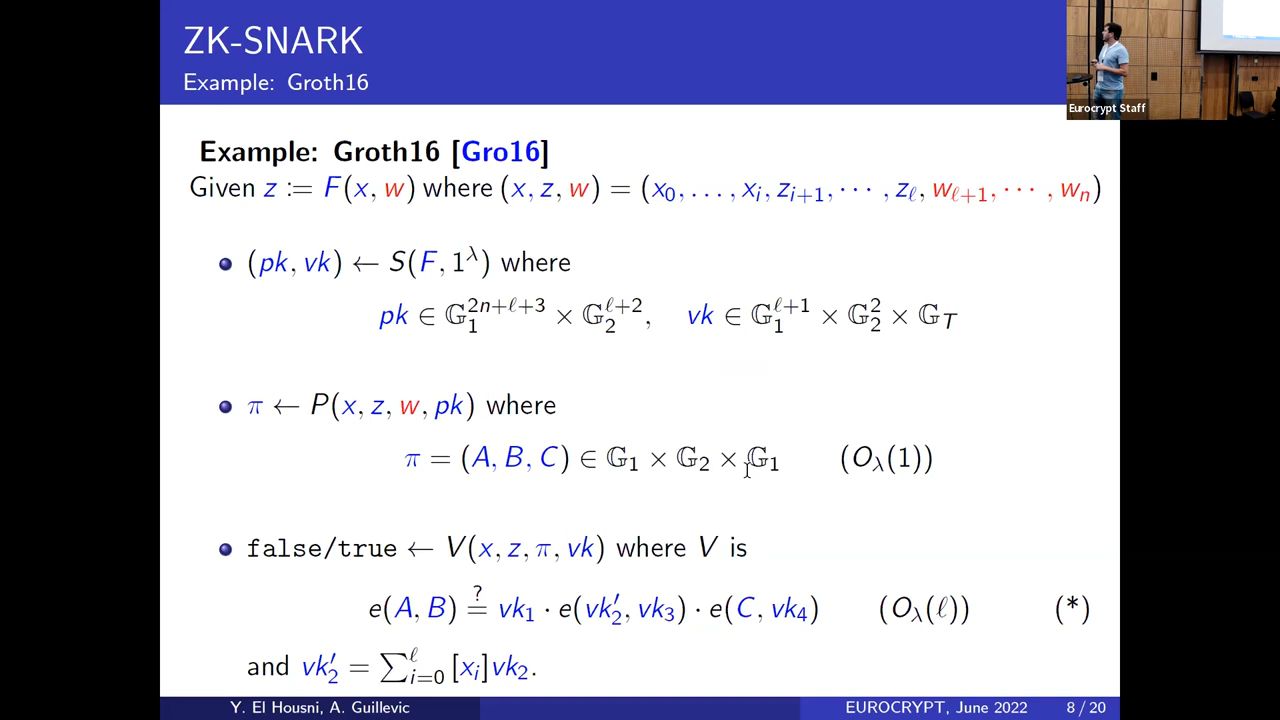 ZK-SNARK
Example: Groth16
Eurocrypt Staff
Example: Groth16 [Gro16]
Given z := F(x, w) where (x, z, w) = (x₀, …, xᵢ, zᵢ₊₁, ⋯, z_ℓ, w_{ℓ+1}, ⋯, wₙ)
(pk, vk) ← S(F, 1^λ) where
pk ∈ 𝔾₁^{2n+ℓ+3} × 𝔾₂^{ℓ+2}, vk ∈ 𝔾₁^{ℓ+1} × 𝔾₂² × 𝔾_T
π ← P(x, z, w, pk) where
π = (A, B, C) ∈ 𝔾₁ × 𝔾₂ × 𝔾₁ (O_λ(1))
false/true ← V(x, z, π, vk) where V is
e(A, B) ≟ vk₁ · e(vk₂′, vk₃) · e(C, vk₄) (O_λ(ℓ)) (*)
and vk₂′ = ∑_{i=0}^{ℓ} [xᵢ]vk₂.
Y. El Housni, A. Guillevic EUROCRYPT, June 2022 8 / 20